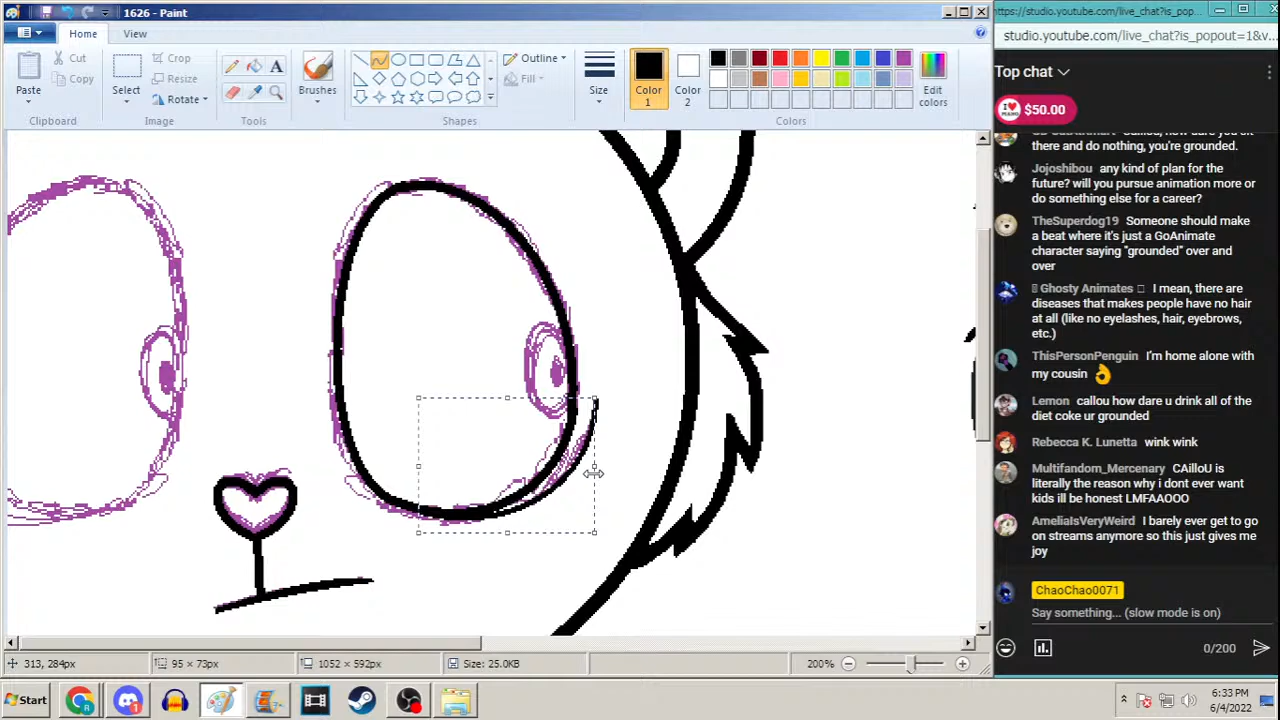 1626 - Paint
https://studio.youtube.com/live_chat?is_pop...
studio.youtube.com/live_chat?is_popout=1&v...
Home
View
Paste
Cut
Copy
Clipboard
Select
Crop
Resize
Rotate
Image
A
Tools
Brushes
Outline
Fill
Shapes
Size
Color
1
Color
2
Edit
colors
Colors
Top chat
I ♥
$50.00
there and do nothing, you're grounded.
Jojoshibou any kind of plan for the
future? will you pursue animation more or
do something else for a career?
TheSuperdog19 Someone should make
a beat where it's just a GoAnimate
character saying "grounded" over and
over
Ghosty Animates I mean, there are
diseases that makes people have no hair
at all (like no eyelashes, hair, eyebrows,
etc.)
ThisPersonPenguin I'm home alone with
my cousin 👌
Lemon callou how dare u drink all of the
diet coke ur grounded
Rebecca K. Lunetta wink wink
Multifandom_Mercenary CAilloU is
literally the reason why i dont ever want
kids ill be honest LMFAAOOO
AmeliaIsVeryWeird I barely ever get to go
on streams anymore so this just gives me
joy
ChaoChao0071
Say something... (slow mode is on)
0/200
313, 284px
95 × 73px
1052 × 592px
Size: 25.0KB
200%
Start
6:33 PM
6/4/2022